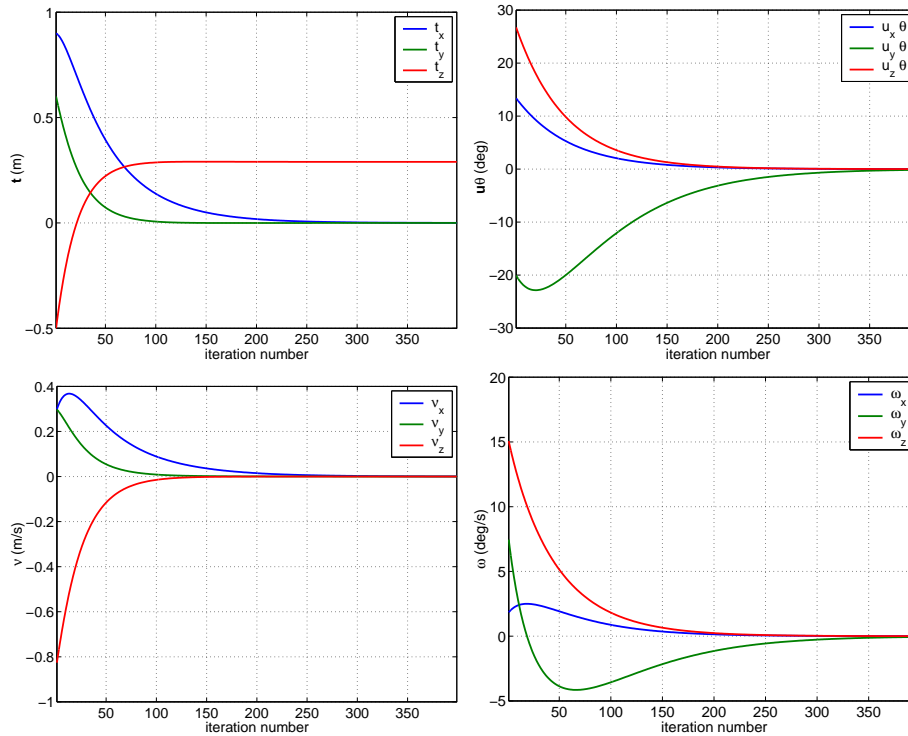 1
0.5
0
−0.5
t (m)
50 100 150 200 250 300 350
iteration number
t_x
t_y
t_z
30
20
10
0
−10
−20
−30
uθ (deg)
50 100 150 200 250 300 350
iteration number
u_x θ
u_y θ
u_z θ
0.4
0.2
0
−0.2
−0.4
−0.6
−0.8
−1
ν (m/s)
50 100 150 200 250 300 350
iteration number
ν_x
ν_y
ν_z
20
15
10
5
0
−5
ω (deg/s)
50 100 150 200 250 300 350
iteration number
ω_x
ω_y
ω_z